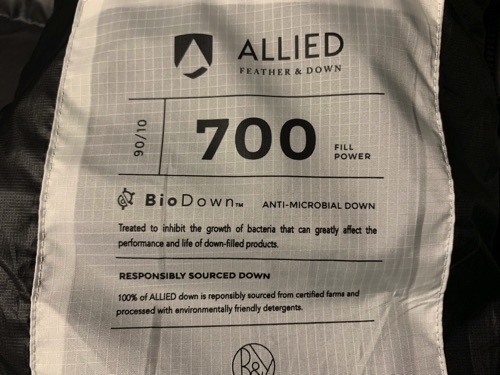 ALLIED
FEATHER & DOWN
90/10
700
FILL
POWER
BioDown™
ANTI-MICROBIAL DOWN
Treated to inhibit the growth of bacteria that can greatly affect the
performance and life of down-filled products.
RESPONSIBLY SOURCED DOWN
100% of ALLIED down is reponsibly sourced from certified farms and
processed with environmentally friendly detergents.
R&Y